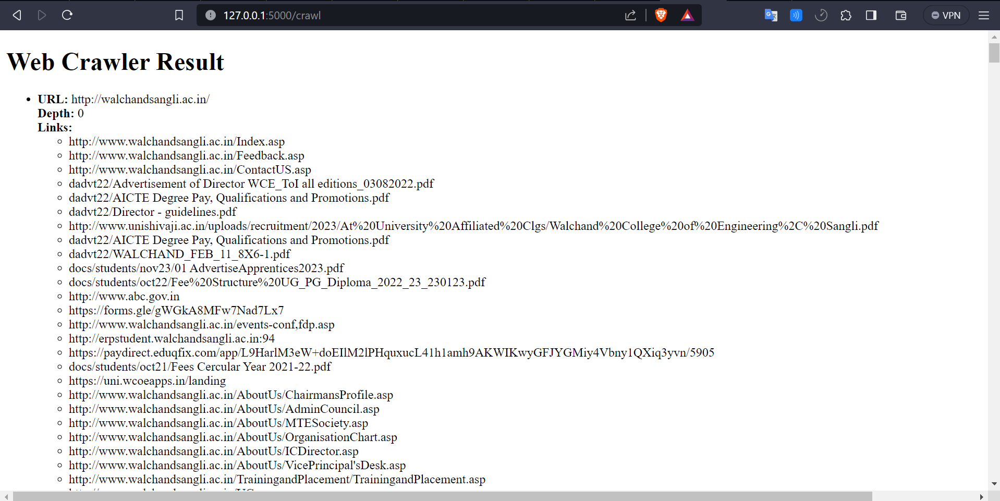 127.0.0.1:5000/crawl
VPN
Web Crawler Result
URL: http://walchandsangli.ac.in/
Depth: 0
Links:
http://www.walchandsangli.ac.in/Index.asp
http://www.walchandsangli.ac.in/Feedback.asp
http://www.walchandsangli.ac.in/ContactUS.asp
dadvt22/Advertisement of Director WCE_ToI all editions_03082022.pdf
dadvt22/AICTE Degree Pay, Qualifications and Promotions.pdf
dadvt22/Director - guidelines.pdf
http://www.unishivaji.ac.in/uploads/recruitment/2023/At%20University%20Affiliated%20Clgs/Walchand%20College%20of%20Engineering%2C%20Sangli.pdf
dadvt22/AICTE Degree Pay, Qualifications and Promotions.pdf
dadvt22/WALCHAND_FEB_11_8X6-1.pdf
docs/students/nov23/01 AdvertiseApprentices2023.pdf
docs/students/oct22/Fee%20Structure%20UG_PG_Diploma_2022_23_230123.pdf
http://www.abc.gov.in
https://forms.gle/gWGkA8MFw7Nad7Lx7
http://www.walchandsangli.ac.in/events-conf,fdp.asp
http://erpstudent.walchandsangli.ac.in:94
https://paydirect.eduqfix.com/app/L9HarlM3eW+doEIlM2lPHquxucL41h1amh9AKWIKwyGFJYGMiy4Vbny1QXiq3yvn/5905
docs/students/oct21/Fees Cercular Year 2021-22.pdf
https://uni.wcoeapps.in/landing
http://www.walchandsangli.ac.in/AboutUs/ChairmansProfile.asp
http://www.walchandsangli.ac.in/AboutUs/AdminCouncil.asp
http://www.walchandsangli.ac.in/AboutUs/MTESociety.asp
http://www.walchandsangli.ac.in/AboutUs/OrganisationChart.asp
http://www.walchandsangli.ac.in/AboutUs/ICDirector.asp
http://www.walchandsangli.ac.in/AboutUs/VicePrincipal'sDesk.asp
http://www.walchandsangli.ac.in/TrainingandPlacement/TrainingandPlacement.asp